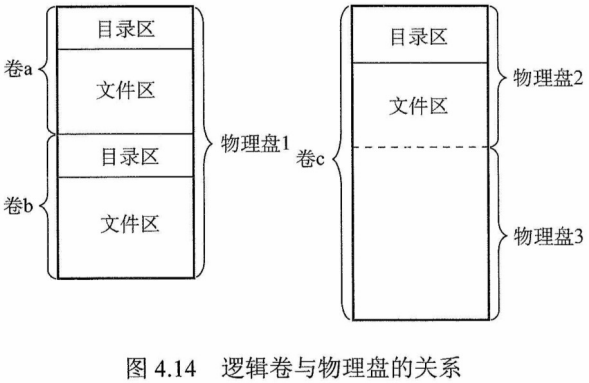 目录区
卷a
文件区
目录区
卷b
文件区
物理盘1
目录区
文件区
卷c
物理盘2
物理盘3
图 4.14 逻辑卷与物理盘的关系